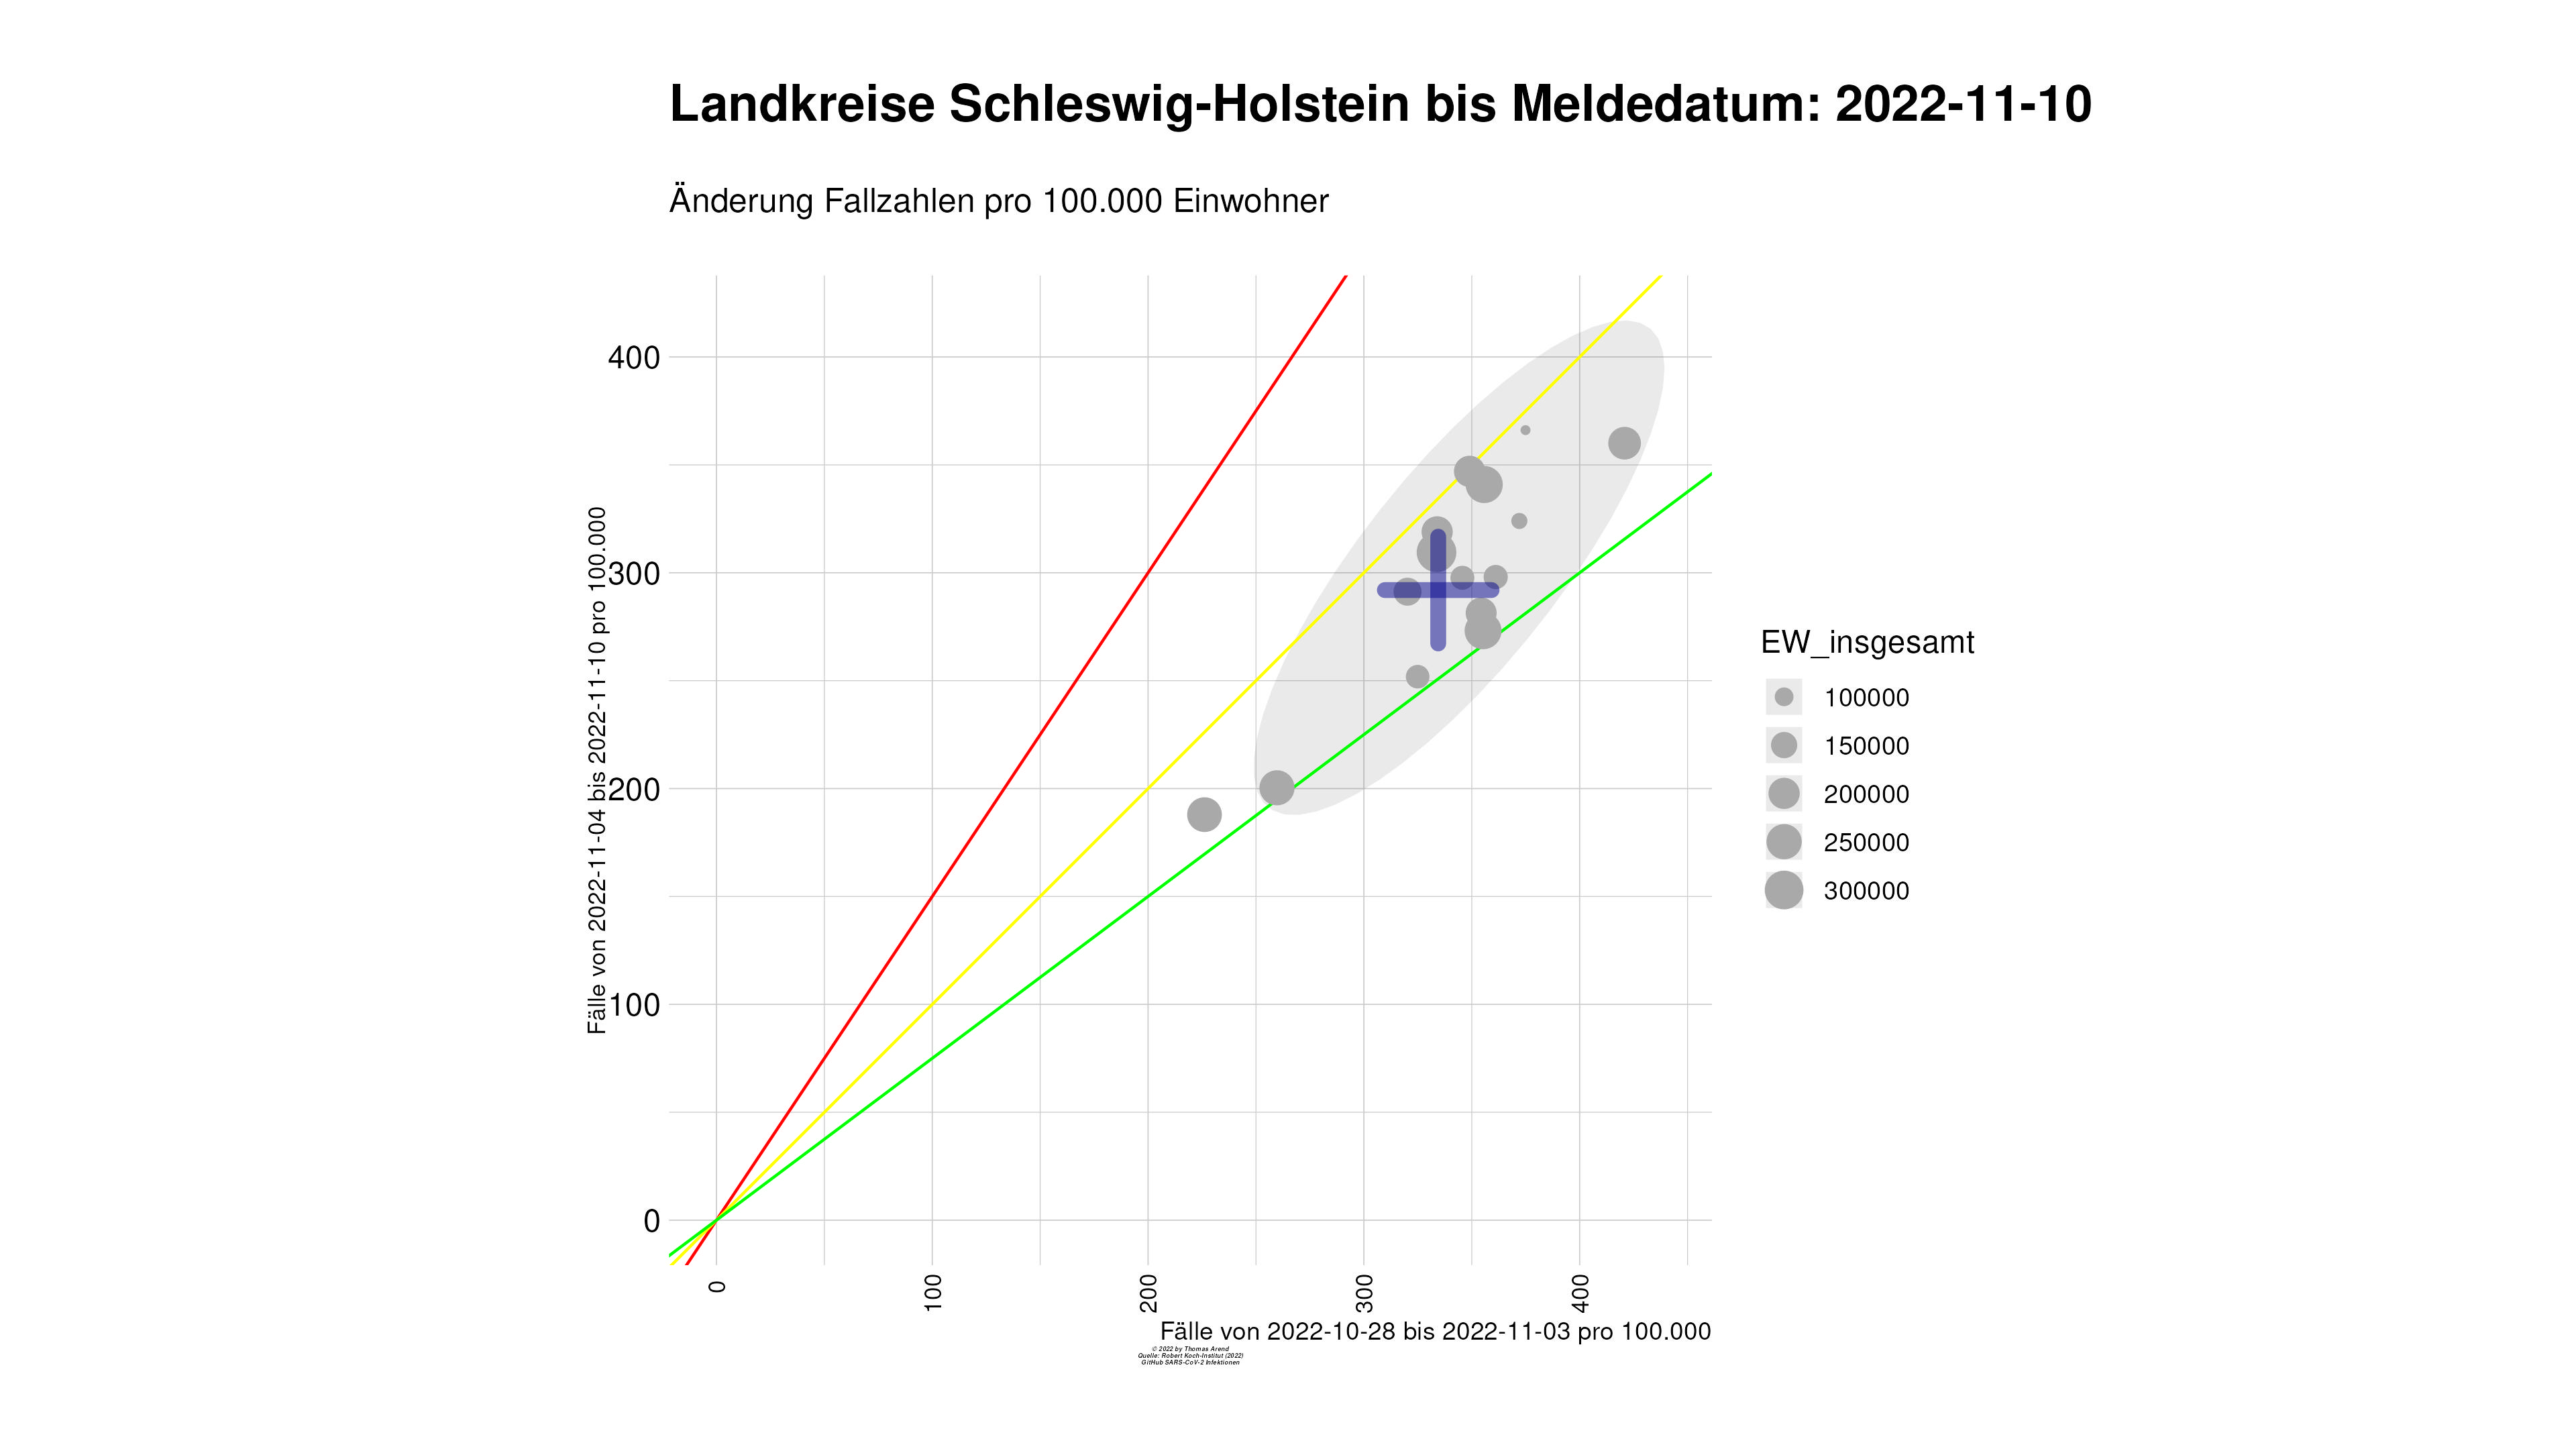 Landkreise Schleswig-Holstein bis Meldedatum: 2022-11-10
Änderung Fallzahlen pro 100.000 Einwohner
Fälle von 2022-11-04 bis 2022-11-10 pro 100.000
400
300
200
100
0
0
100
200
300
400
Fälle von 2022-10-28 bis 2022-11-03 pro 100.000
EW_insgesamt
100000
150000
200000
250000
300000
© 2022 by Thomas Arend
Quelle: Robert Koch-Institut (2022)
GitHub SARS-CoV-2 Infektionen